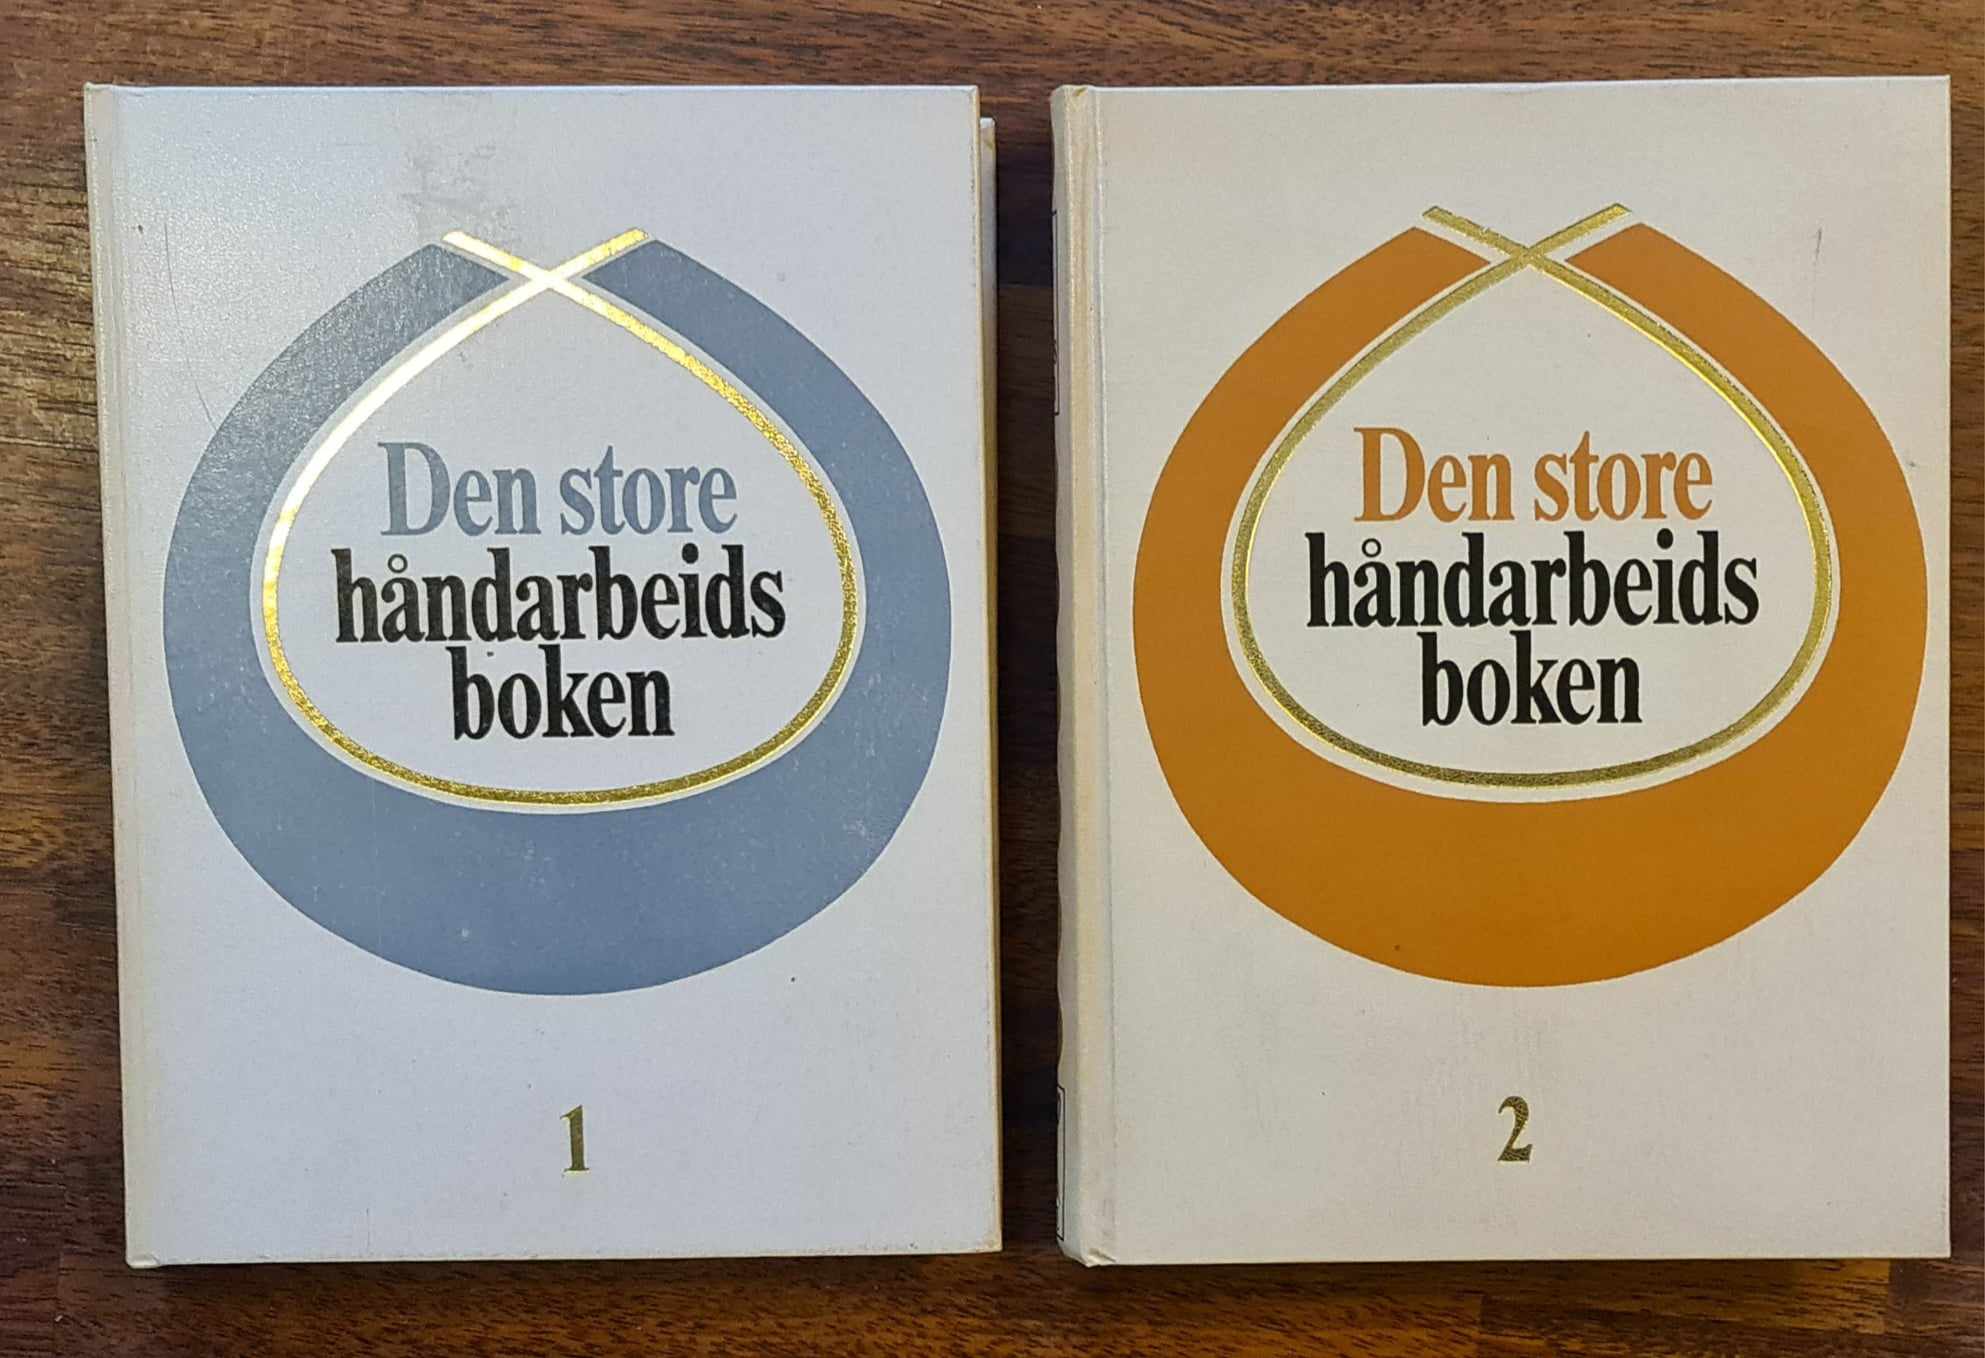 Den store
håndarbeids
boken
1
Den store
håndarbeids
boken
2